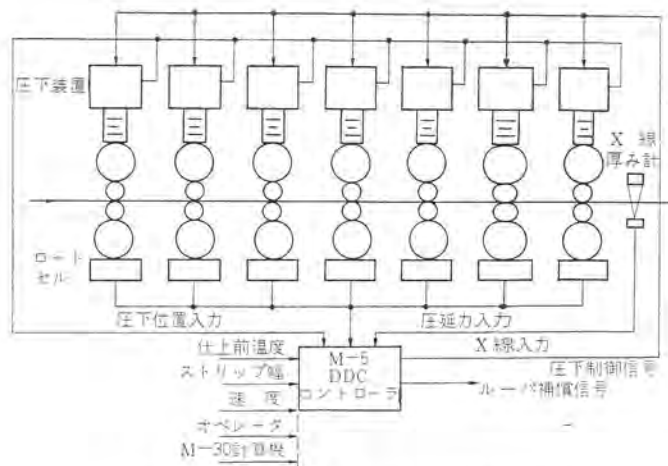 圧下装置
X 線
厚み計
ロード
セル
圧下位置入力
圧延力入力
X線入力
圧下制御信号
ルーパ補償信号
仕上前温度
ストリップ幅
速 度
オペレータ
M-30計算機
M-5
DDC
コントローラ